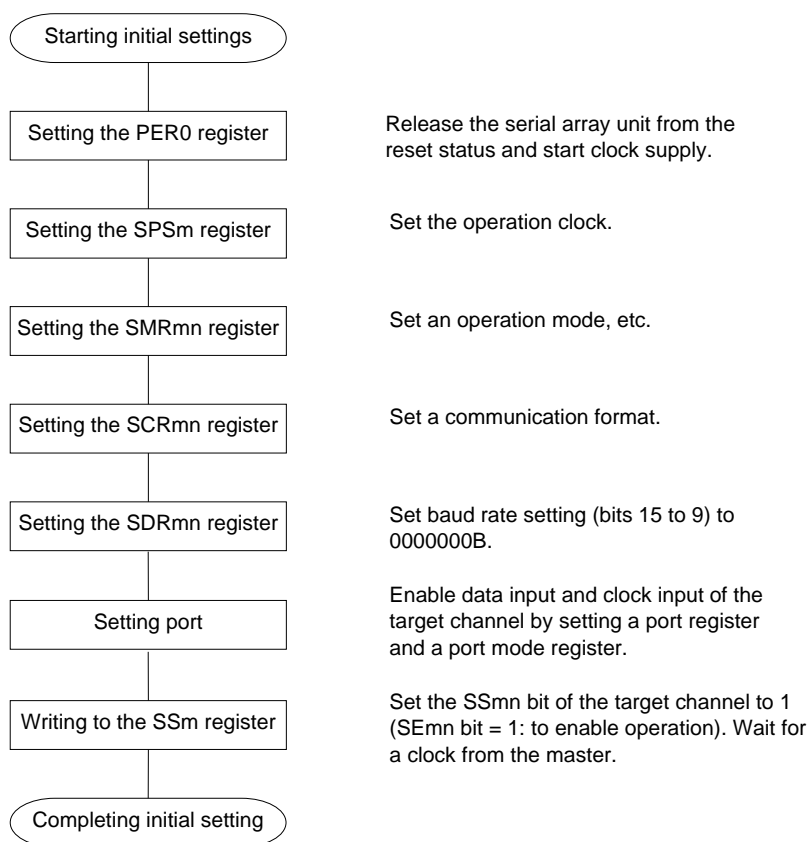 Starting initial settings
Setting the PER0 register
Release the serial array unit from the
reset status and start clock supply.
Setting the SPSm register
Set the operation clock.
Setting the SMRmn register
Set an operation mode, etc.
Setting the SCRmn register
Set a communication format.
Setting the SDRmn register
Set baud rate setting (bits 15 to 9) to
0000000B.
Setting port
Enable data input and clock input of the
target channel by setting a port register
and a port mode register.
Writing to the SSm register
Set the SSmn bit of the target channel to 1
(SEmn bit = 1: to enable operation). Wait for
a clock from the master.
Completing initial setting